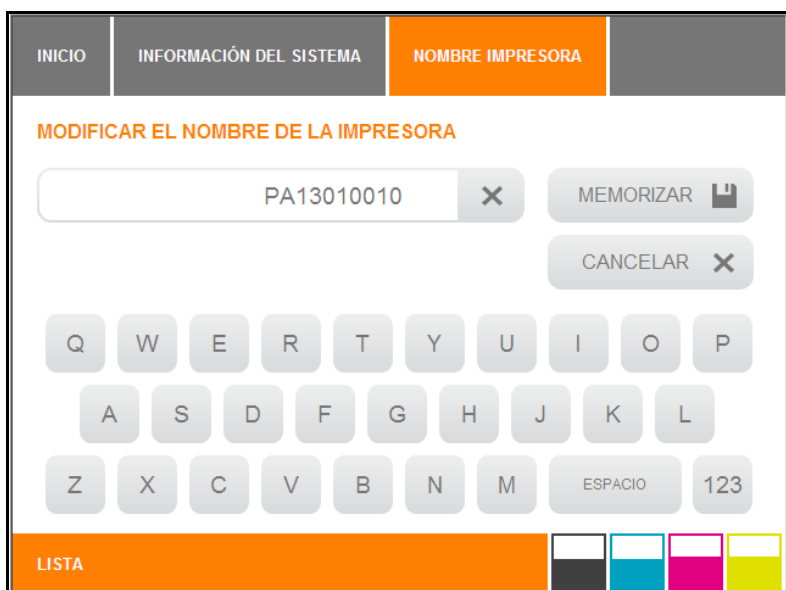 INICIO INFORMACIÓN DEL SISTEMA NOMBRE IMPRESORA
MODIFICAR EL NOMBRE DE LA IMPRESORA
PA13010010 MEMORIZAR
CANCELAR
Q W E R T Y U I O P
A S D F G H J K L
Z X C V B N M ESPACIO 123
LISTA